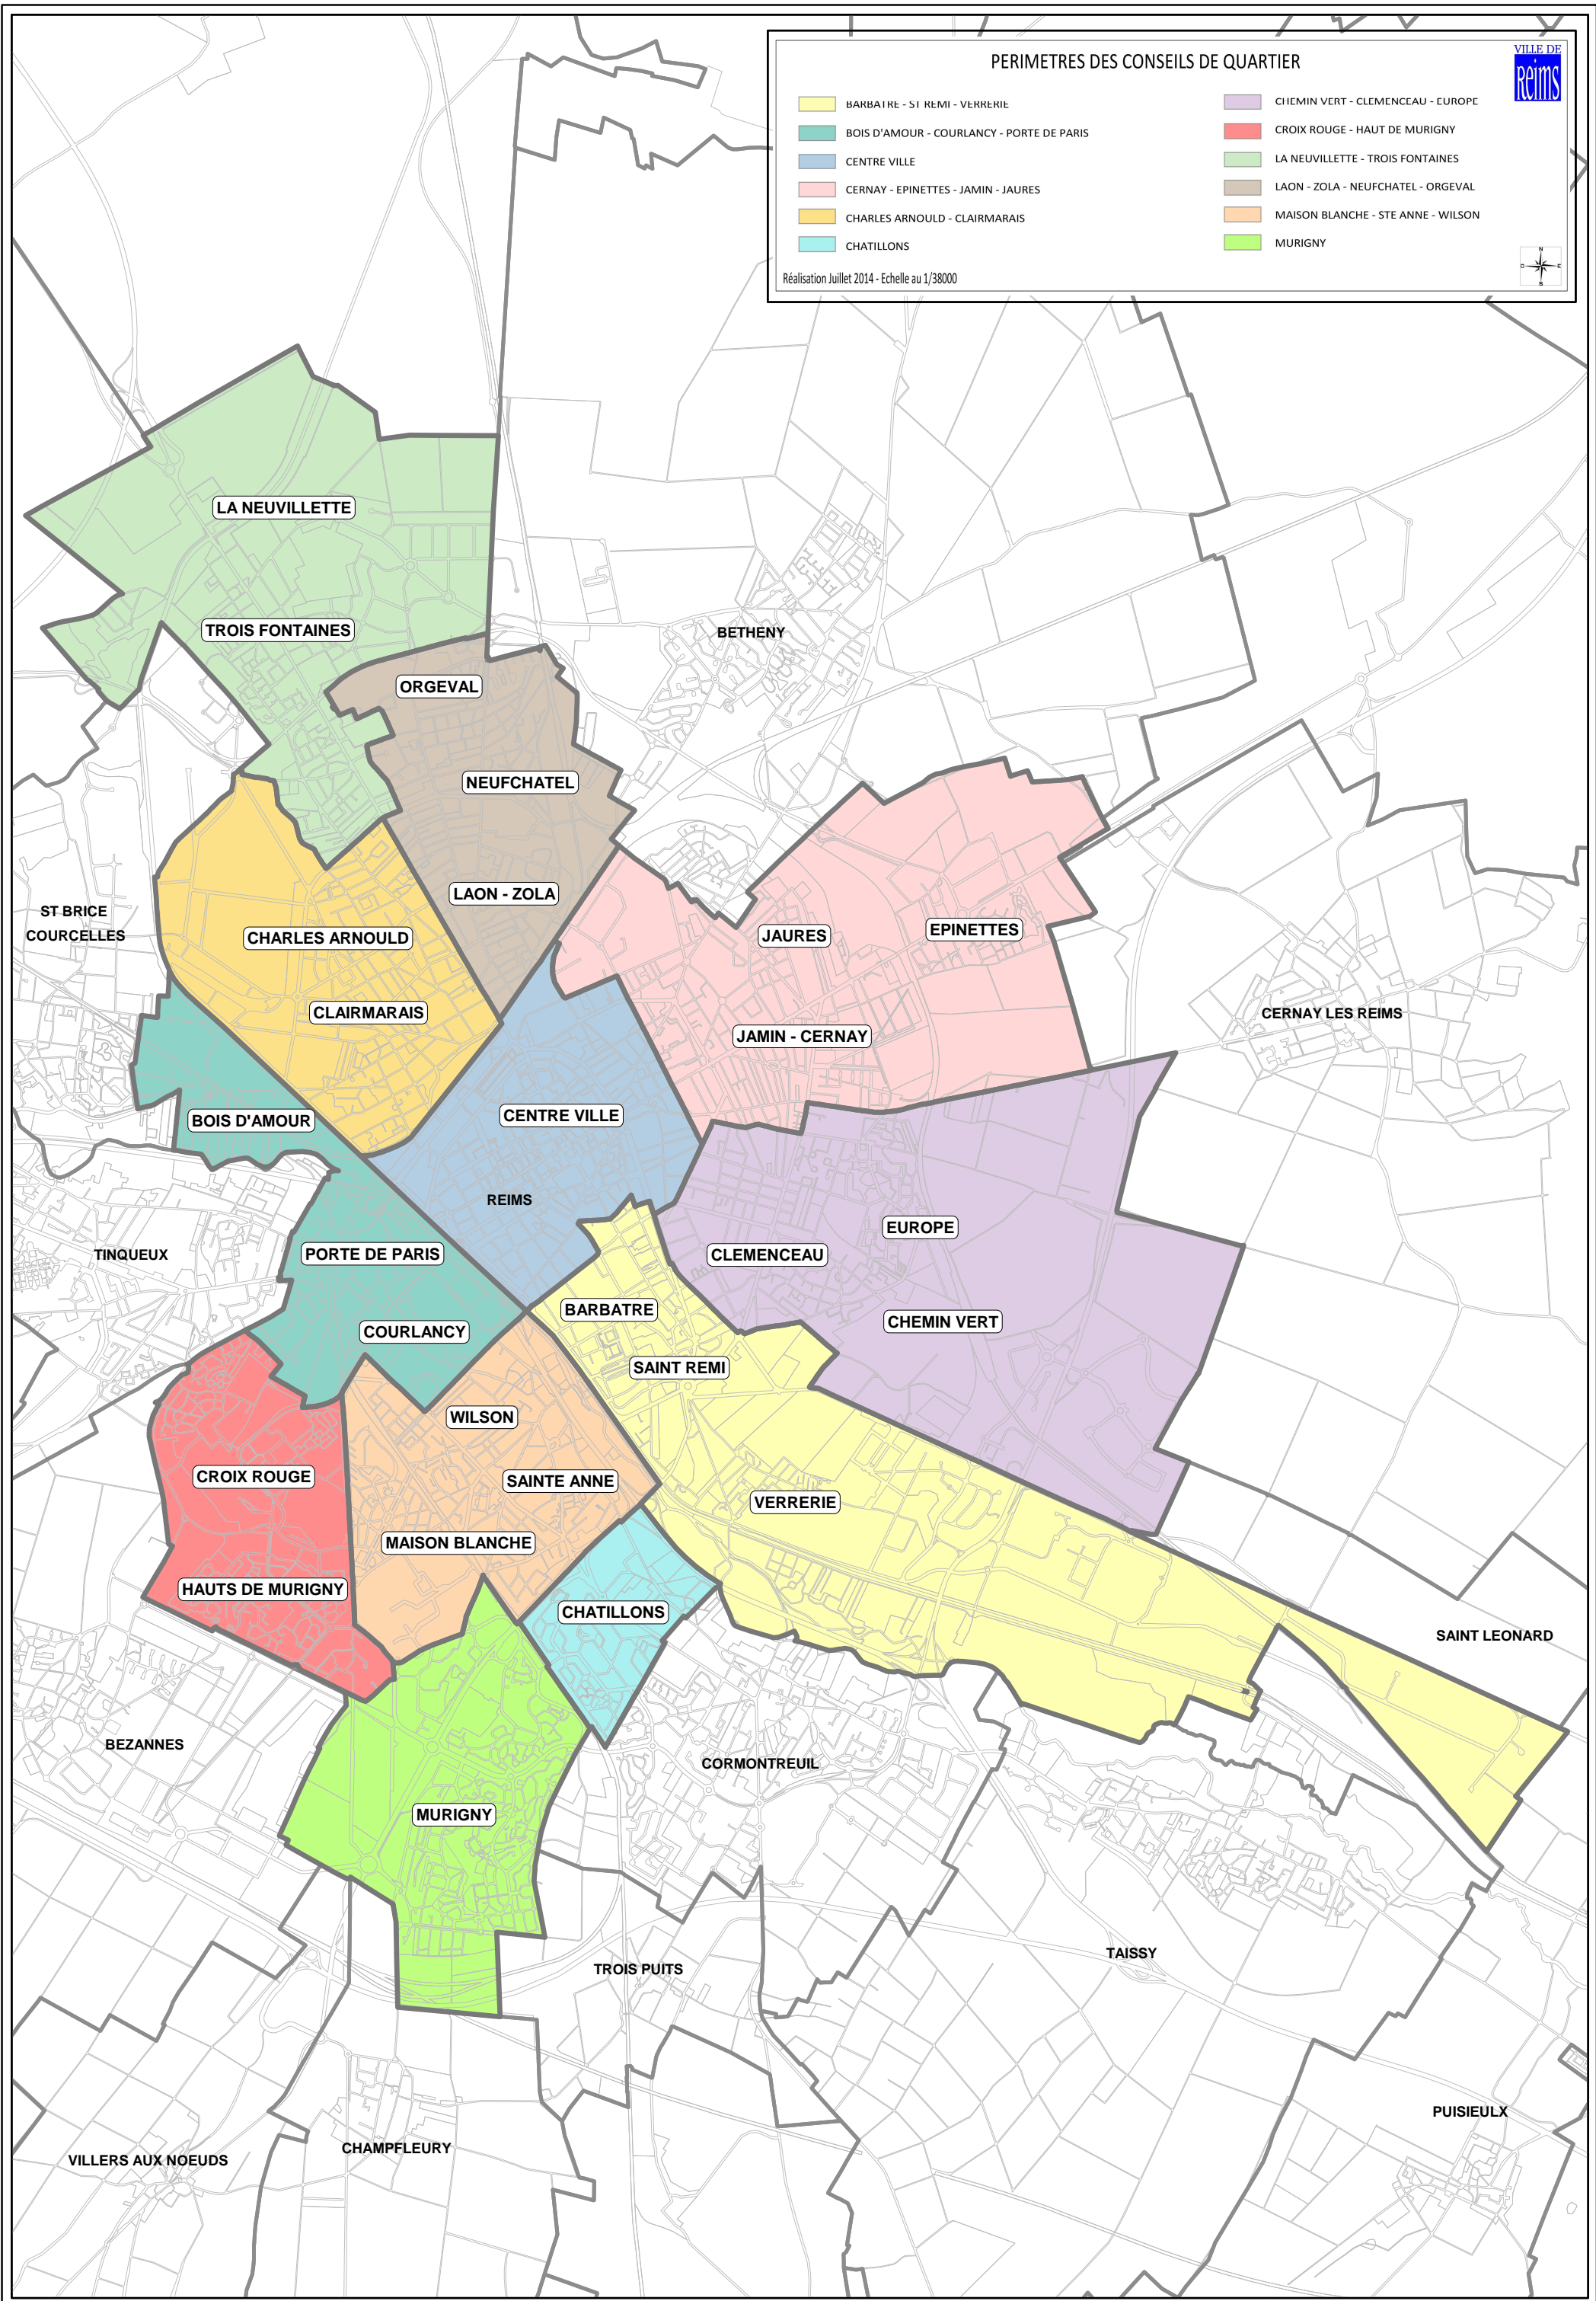 PERIMETRES DES CONSEILS DE QUARTIER
VILLE DE
Reims
BARBATRE - ST REMI - VERRERIE
BOIS D'AMOUR - COURLANCY - PORTE DE PARIS
CENTRE VILLE
CERNAY - EPINETTES - JAMIN - JAURES
CHARLES ARNOULD - CLAIRMARAIS
CHATILLONS
CHEMIN VERT - CLEMENCEAU - EUROPE
CROIX ROUGE - HAUT DE MURIGNY
LA NEUVILLETTE - TROIS FONTAINES
LAON - ZOLA - NEUFCHATEL - ORGEVAL
MAISON BLANCHE - STE ANNE - WILSON
MURIGNY
Réalisation Juillet 2014 - Echelle au 1/38000
N
O
E
S
LA NEUVILLETTE
TROIS FONTAINES
BETHENY
ORGEVAL
NEUFCHATEL
LAON - ZOLA
ST BRICE
COURCELLES
CHARLES ARNOULD
JAURES
EPINETTES
CLAIRMARAIS
CERNAY LES REIMS
JAMIN - CERNAY
BOIS D'AMOUR
CENTRE VILLE
REIMS
EUROPE
TINQUEUX
PORTE DE PARIS
CLEMENCEAU
BARBATRE
CHEMIN VERT
COURLANCY
SAINT REMI
WILSON
CROIX ROUGE
SAINTE ANNE
VERRERIE
MAISON BLANCHE
HAUTS DE MURIGNY
CHATILLONS
SAINT LEONARD
BEZANNES
CORMONTREUIL
MURIGNY
TAISSY
TROIS PUITS
PUISIEULX
CHAMPFLEURY
VILLERS AUX NOEUDS